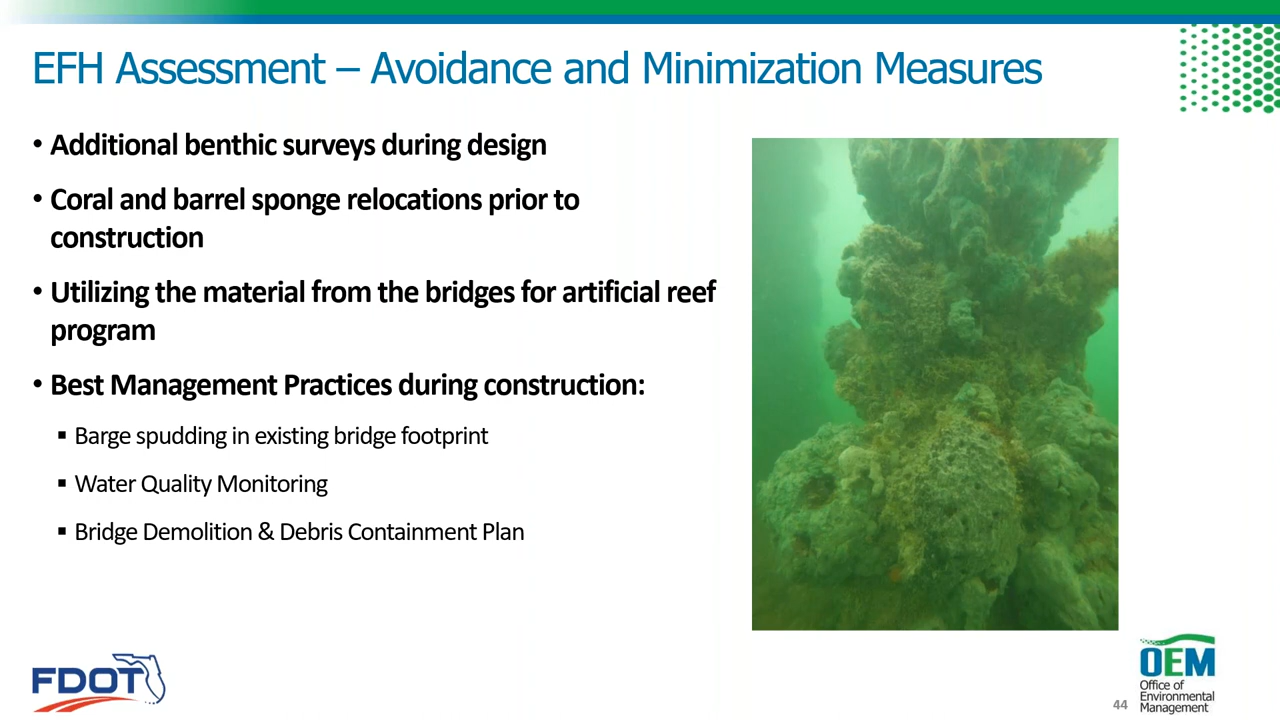 EFH Assessment – Avoidance and Minimization Measures
• Additional benthic surveys during design
• Coral and barrel sponge relocations prior to
construction
• Utilizing the material from the bridges for artificial reef
program
• Best Management Practices during construction:
▪ Barge spudding in existing bridge footprint
▪ Water Quality Monitoring
▪ Bridge Demolition & Debris Containment Plan
FDOT
44
OEM
Office of
Environmental
Management